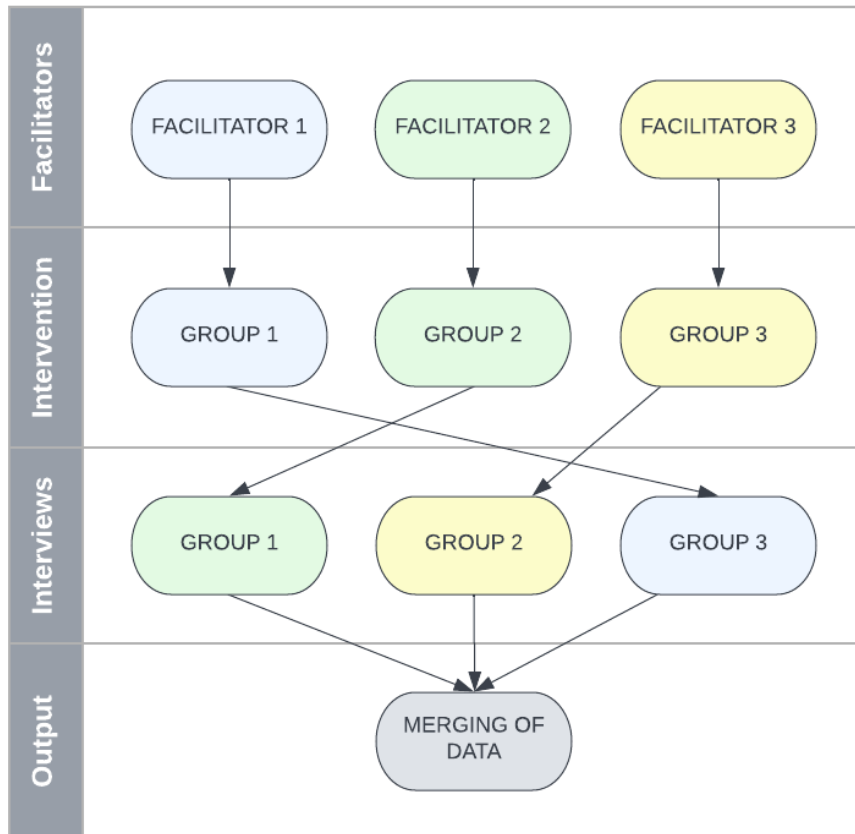 Facilitators
FACILITATOR 1
FACILITATOR 2
FACILITATOR 3
Intervention
GROUP 1
GROUP 2
GROUP 3
Interviews
GROUP 1
GROUP 2
GROUP 3
Output
MERGING OF
DATA